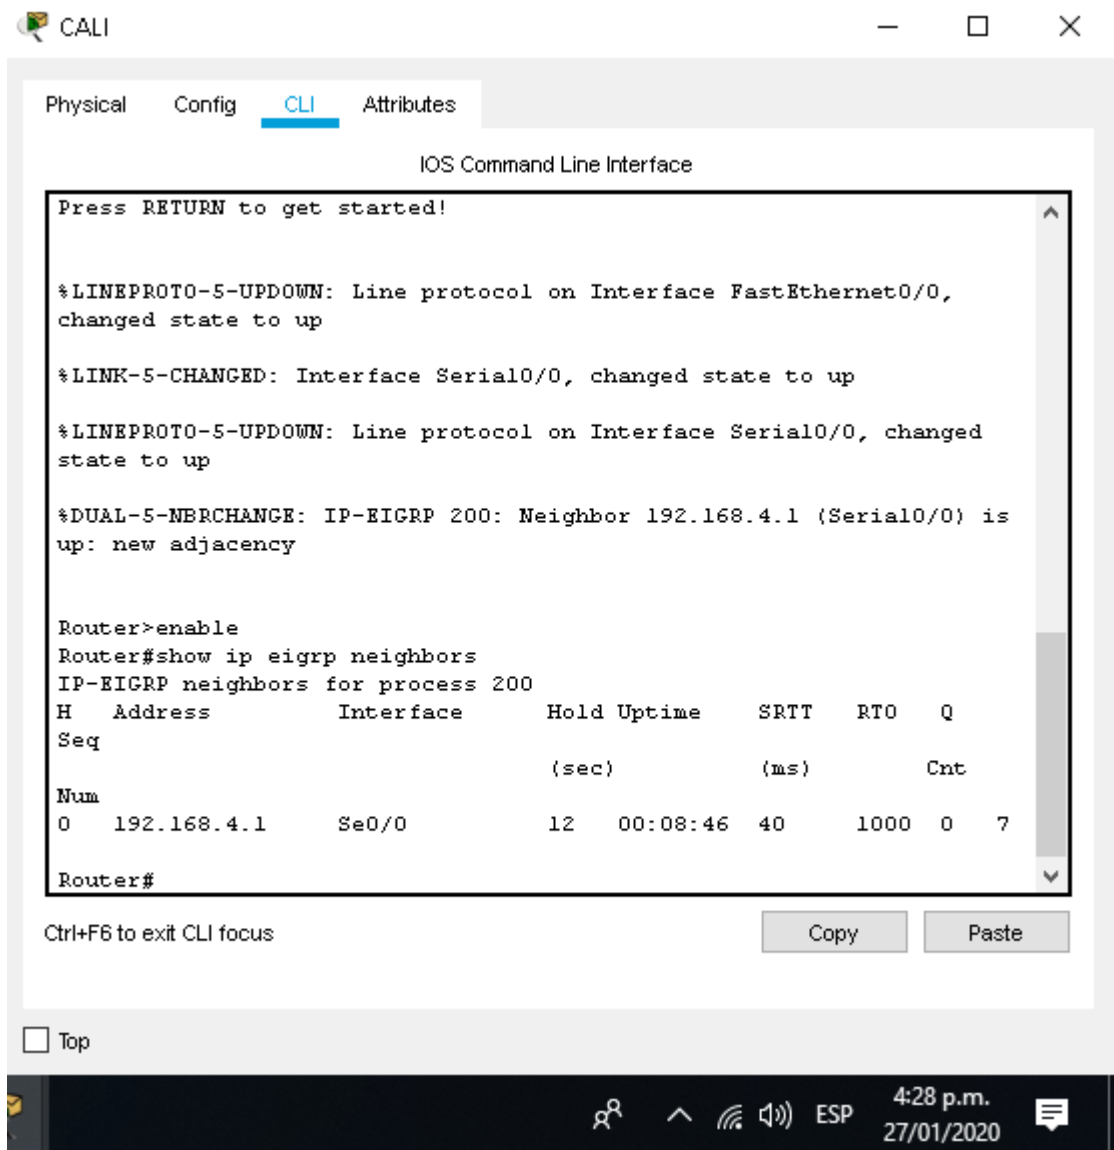 CALI
Physical Config CLI Attributes
IOS Command Line Interface
Press RETURN to get started!
%LINEPROTO-5-UPDOWN: Line protocol on Interface FastEthernet0/0,
changed state to up
%LINK-5-CHANGED: Interface Serial0/0, changed state to up
%LINEPROTO-5-UPDOWN: Line protocol on Interface Serial0/0, changed
state to up
%DUAL-5-NBRCHANGE: IP-EIGRP 200: Neighbor 192.168.4.1 (Serial0/0) is
up: new adjacency
Router>enable
Router#show ip eigrp neighbors
IP-EIGRP neighbors for process 200
H Address Interface Hold Uptime SRTT RTO Q
Seq
(sec) (ms) Cnt
Num
0 192.168.4.1 Se0/0 12 00:08:46 40 1000 0 7
Router#
Ctrl+F6 to exit CLI focus Copy Paste
Top
ESP 4:28 p.m.
27/01/2020